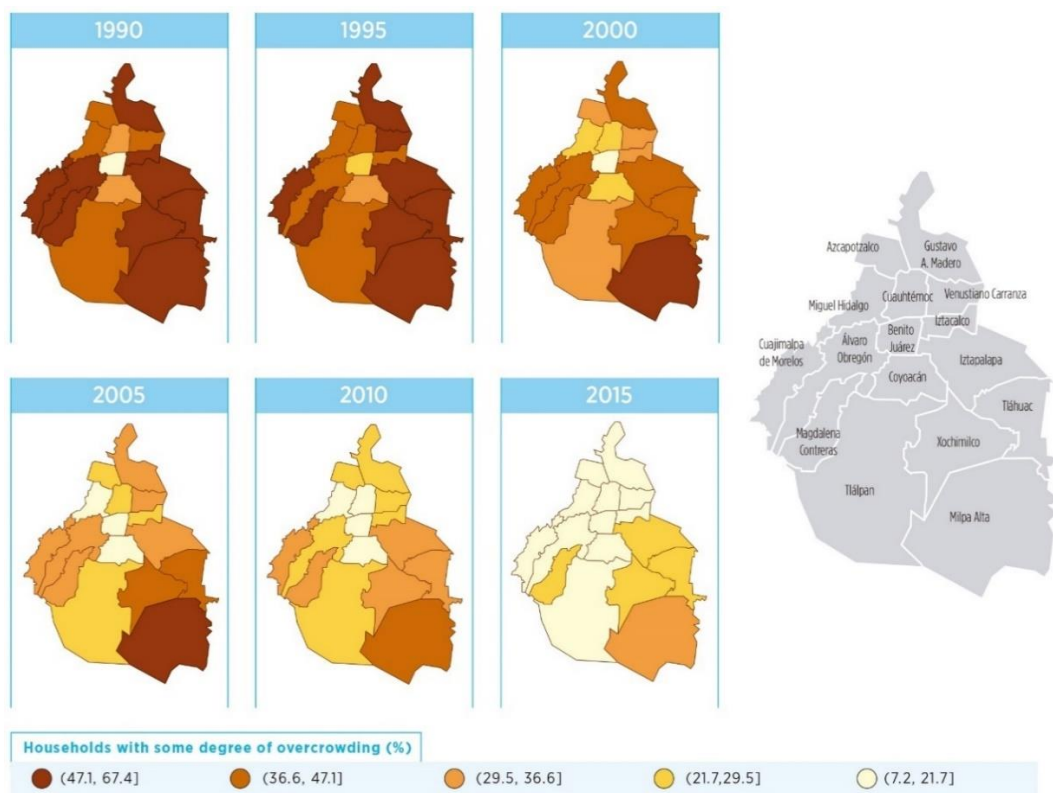 1990
1995
2000
Azcapotzalco
Gustavo
A. Madero
Miguel Hidalgo
Cuauhtémoc
Venustiano Carranza
Iztacalco
Cuajimalpa
de Morelos
Álvaro
Obregón
Benito
Juárez
Iztapalapa
Coyoacán
Tláhuac
Magdalena
Contreras
Xochimilco
Tlálpan
Milpa Alta
2005
2010
2015
Households with some degree of overcrowding (%)
(47.1, 67.4]
(36.6, 47.1]
(29.5, 36.6]
(21.7,29.5]
(7.2, 21.7]